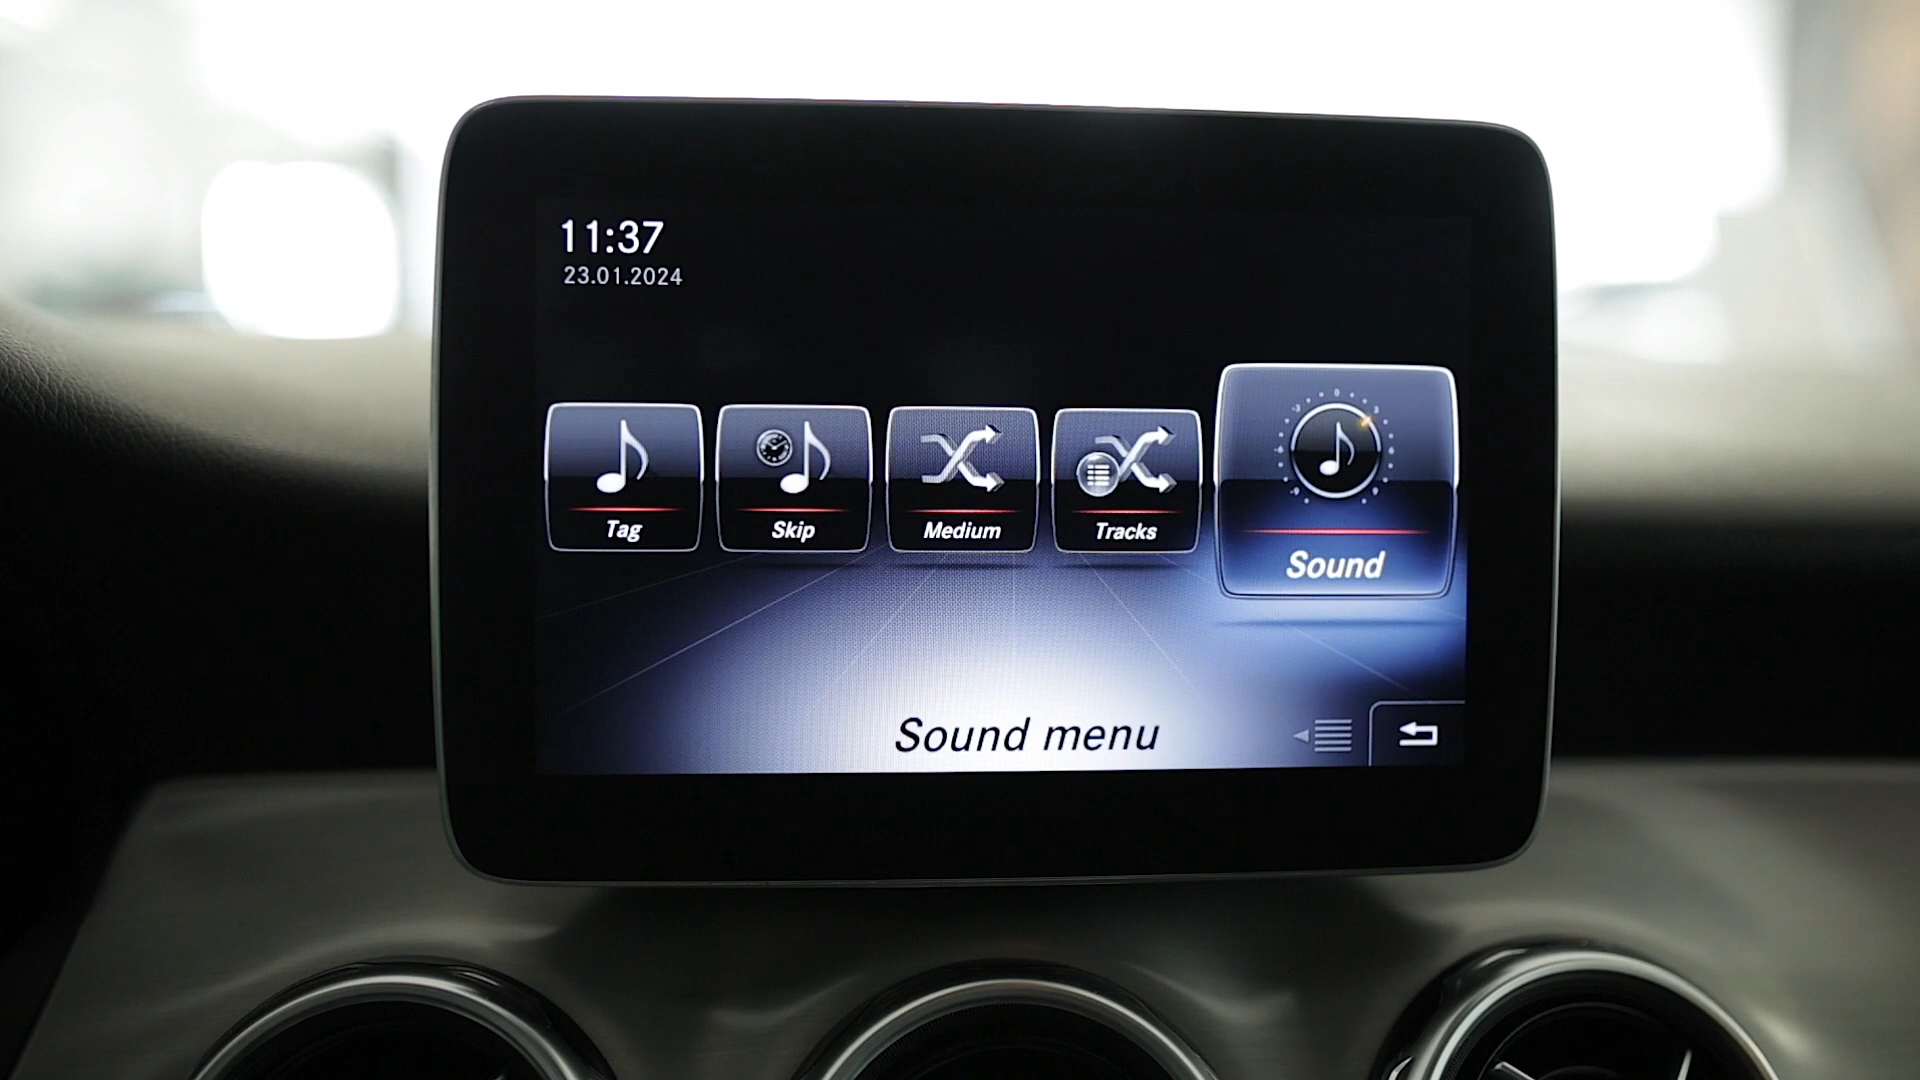 11:37
23.01.2024
Tag
Skip
Medium
Tracks
Sound
Sound menu